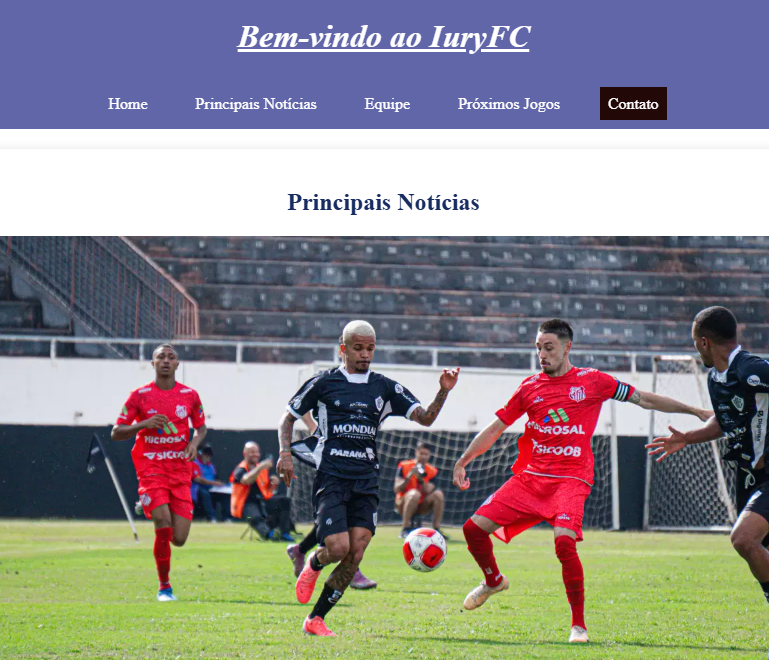 Bem-vindo ao IuryFC
Home Principais Notícias Equipe Próximos Jogos Contato
Principais Notícias
MICROSAL
SICOOB
MONDIAL
PARANÁ
MICROSAL
SICOOB